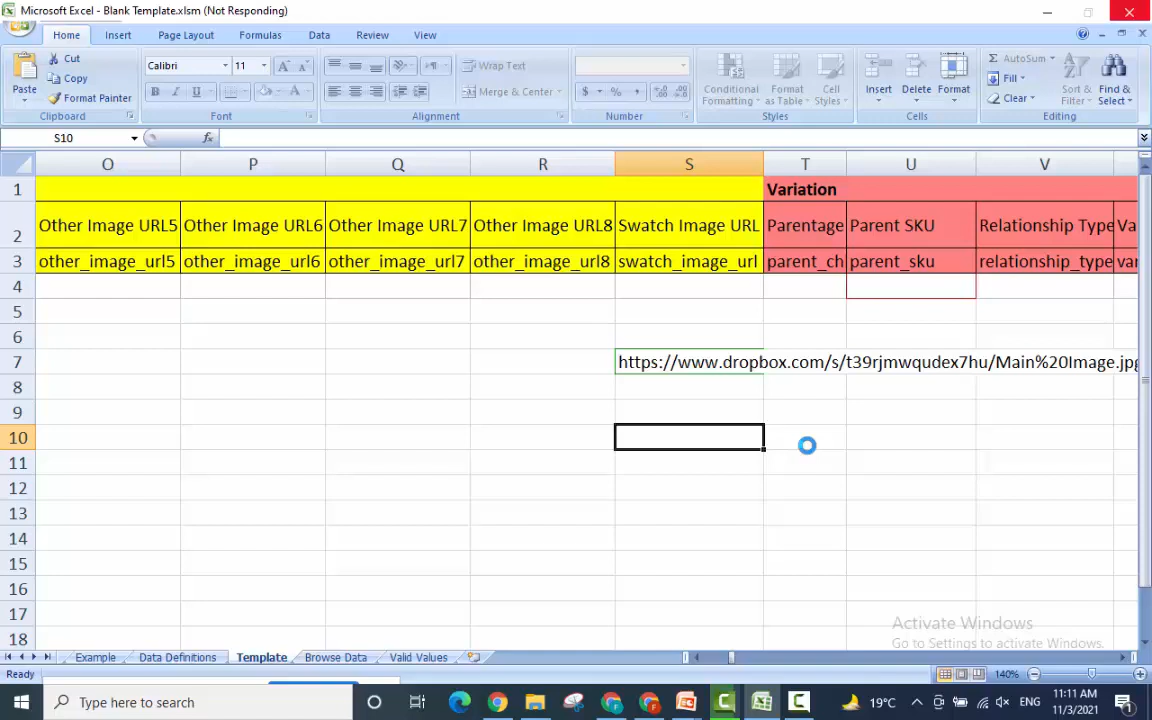 Microsoft Excel - Blank Template.xlsm (Not Responding)
Home Insert Page Layout Formulas Data Review View
Paste Cut Copy Format Painter
Calibri 11
B I U
Wrap Text
Merge & Center
$ %
Conditional Formatting Format as Table Cell Styles
Insert Delete Format
AutoSum Fill Clear
Sort & Filter Find & Select
Clipboard Font Alignment Number Styles Cells Editing
S10 fx
O P Q R S T U V
1 Variation
2 Other Image URL5 Other Image URL6 Other Image URL7 Other Image URL8 Swatch Image URL Parentage Parent SKU Relationship Type Va
3 other_image_url5 other_image_url6 other_image_url7 other_image_url8 swatch_image_url parent_ch parent_sku relationship_type var
4
5
6
7 https://www.dropbox.com/s/t39rjmwqudex7hu/Main%20Image.jpg
8
9
10
11
12
13
14
15
16
17
18
Activate Windows
Go to Settings to activate Windows.
Example Data Definitions Template Browse Data Valid Values
Ready 140%
Type here to search
19°C ENG 11:11 AM
11/3/2021
1